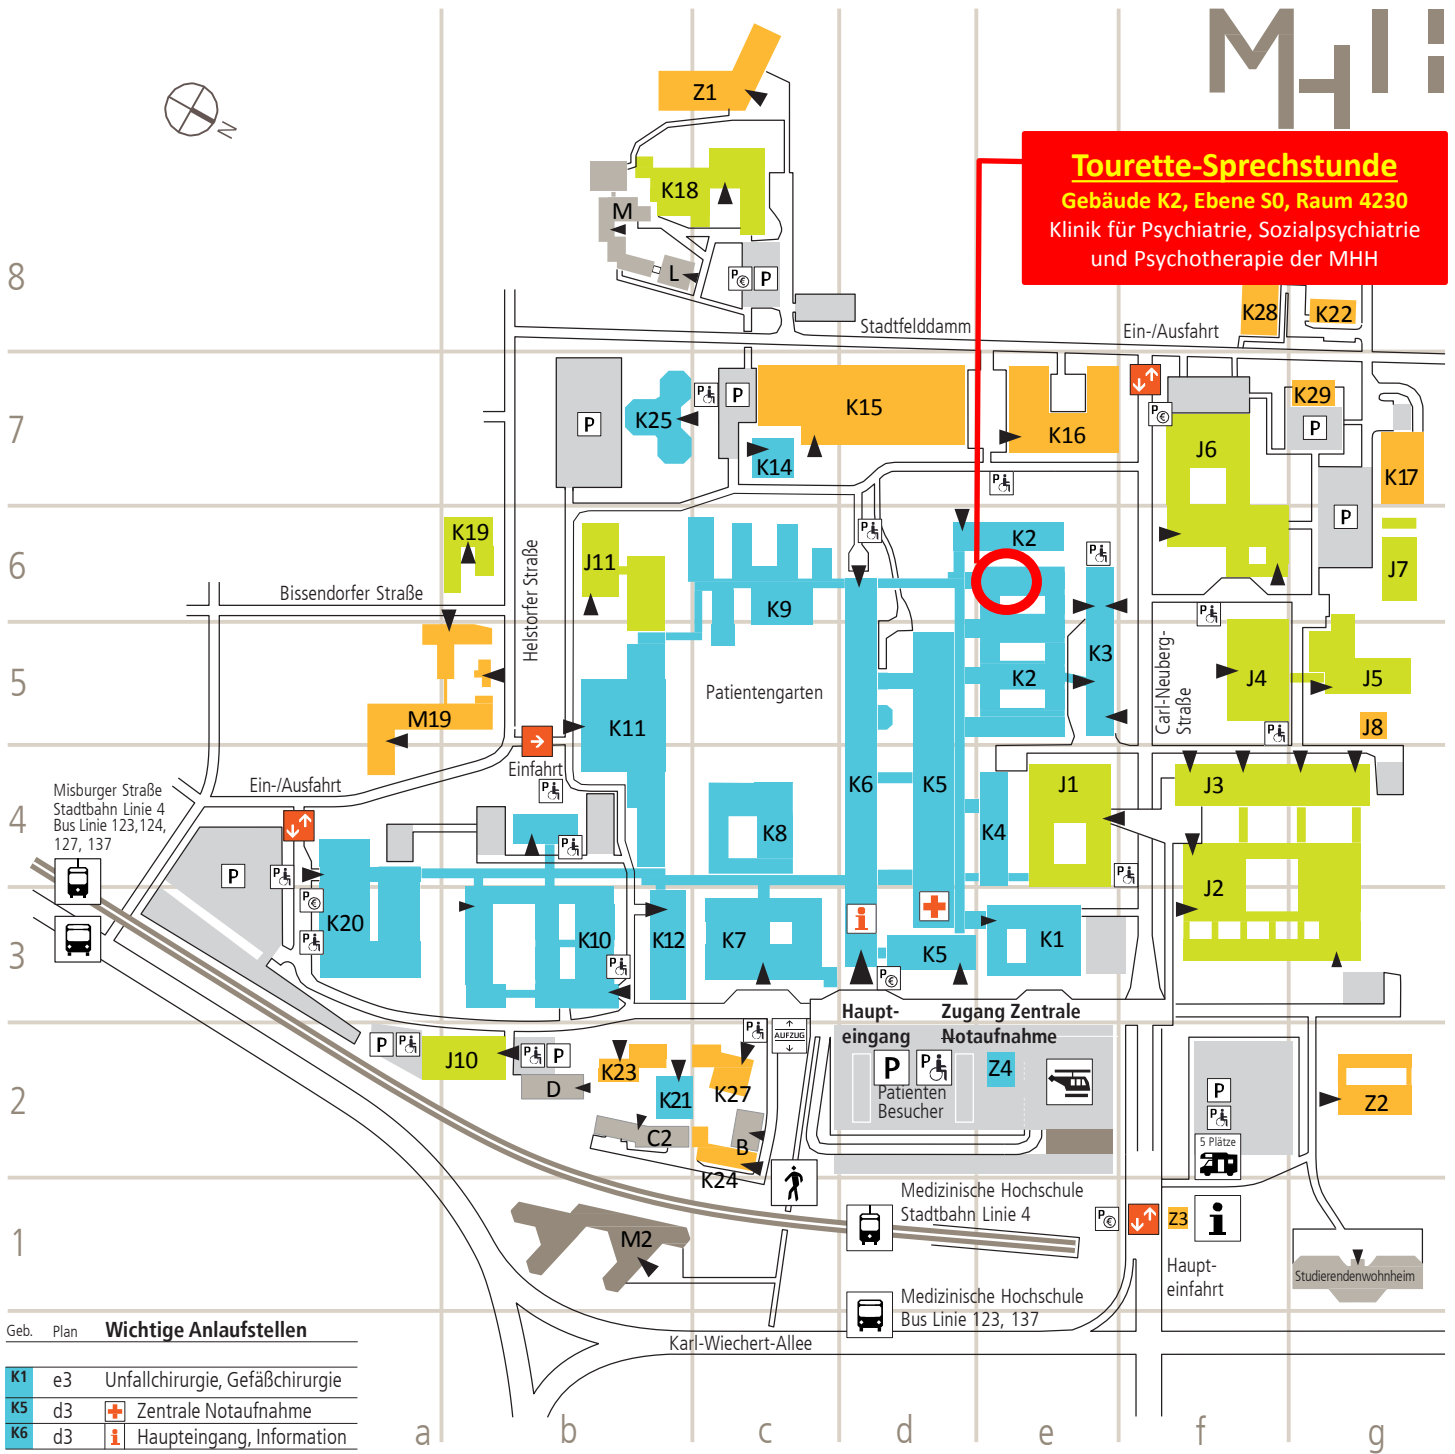 MHH
N
Z1
Tourette-Sprechstunde
Gebäude K2, Ebene S0, Raum 4230
Klinik für Psychiatrie, Sozialpsychiatrie
und Psychotherapie der MHH
K18
M
L
P€
P
8
Stadtfelddamm
Ein-/Ausfahrt
K28
K22
7
P
K25
P
P
K15
K14
K16
P€
J6
K29
P
K17
P
6
K19
J11
K9
P
K2
P
P
J7
Bissendorfer Straße
Helstorfer Straße
5
M19
K11
Patientengarten
K2
K3
P
Carl-Neuberg-
Straße
J4
J5
J8
P
Einfahrt
P
Misburger Straße
Stadtbahn Linie 4
Bus Linie 123,124,
127, 137
Ein-/Ausfahrt
4
P
P
P
K8
K6
K5
K4
J1
P
J3
J2
3
P€
P
K20
K10
P
K12
K7
i
K5
K1
P€
Haupt-
eingang
Zugang Zentrale
Notaufnahme
AUFZUG
P
P
P
J10
P
P
D
K23
K21
K27
C2
B
K24
P
P
Patienten
Besucher
Z4
P
P
5 Plätze
Z2
2
Medizinische Hochschule
Stadtbahn Linie 4
P€
Z3
i
1
M2
Haupt-
einfahrt
Studierendenwohnheim
Medizinische Hochschule
Bus Linie 123, 137
Karl-Wiechert-Allee
Geb. Plan Wichtige Anlaufstellen
K1 e3 Unfallchirurgie, Gefäßchirurgie
K5 d3 Zentrale Notaufnahme
K6 d3 i Haupteingang, Information
a b c d e f g